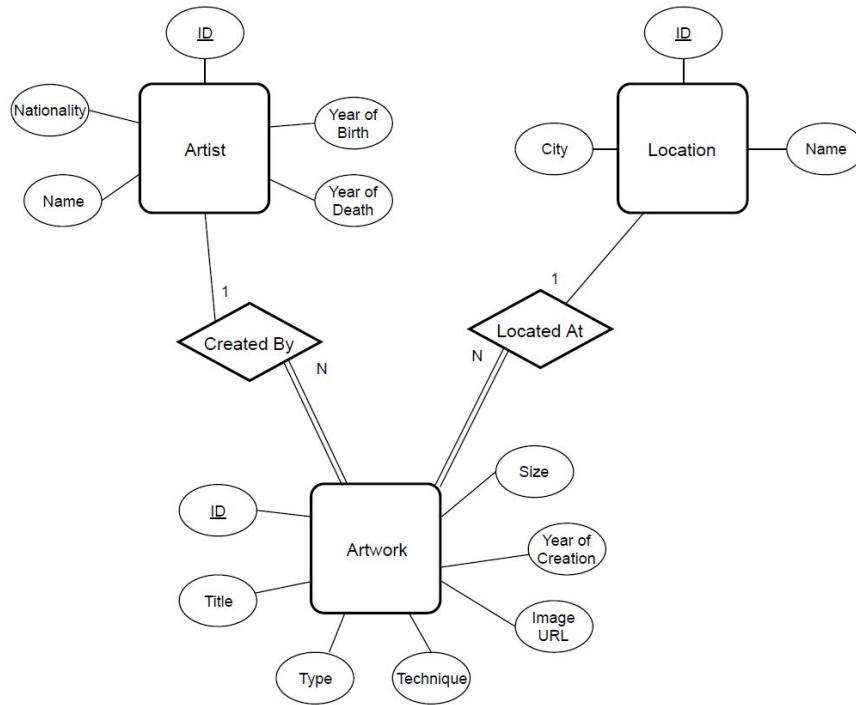 ID
ID
Nationality
Year of
Birth
Artist
City
Location
Name
Name
Year of
Death
1
1
Created By
Located At
N
N
Size
ID
Year of
Creation
Artwork
Title
Image
URL
Type
Technique